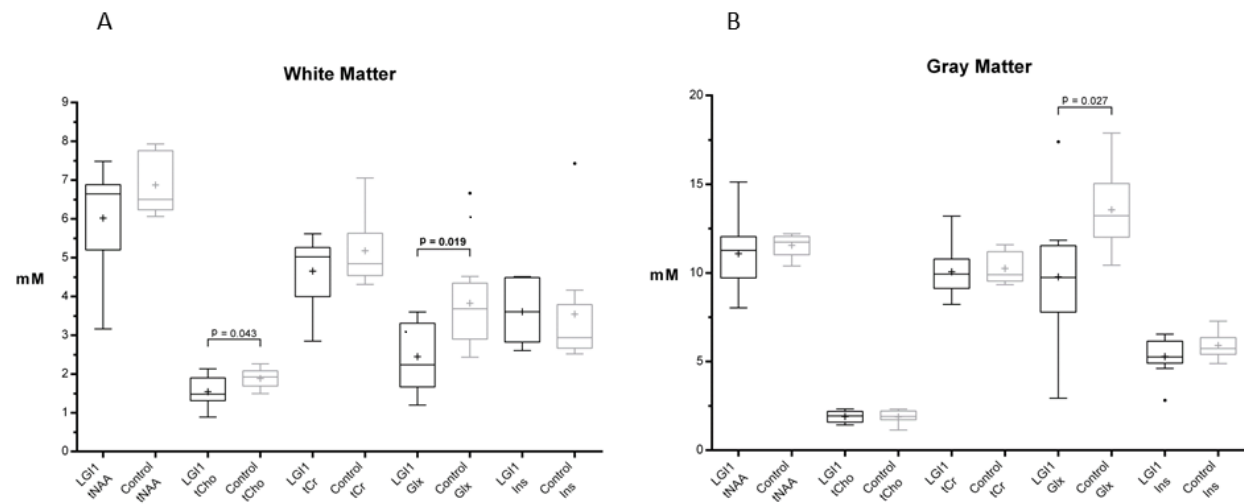 A
White Matter
9
8
7
6
5
4
3
2
1
0
mM
P = 0.043
P = 0.019
LGI1
tNAA
Control
tNAA
LGI1
tCho
Control
tCho
LGI1
tCr
Control
tCr
LGI1
Glx
Control
Glx
LGI1
Ins
Control
Ins
B
Gray Matter
20
15
10
5
0
mM
P = 0.027
LGI1
tNAA
Control
tNAA
LGI1
tCho
Control
tCho
LGI1
tCr
Control
tCr
LGI1
Glx
Control
Glx
LGI1
Ins
Control
Ins